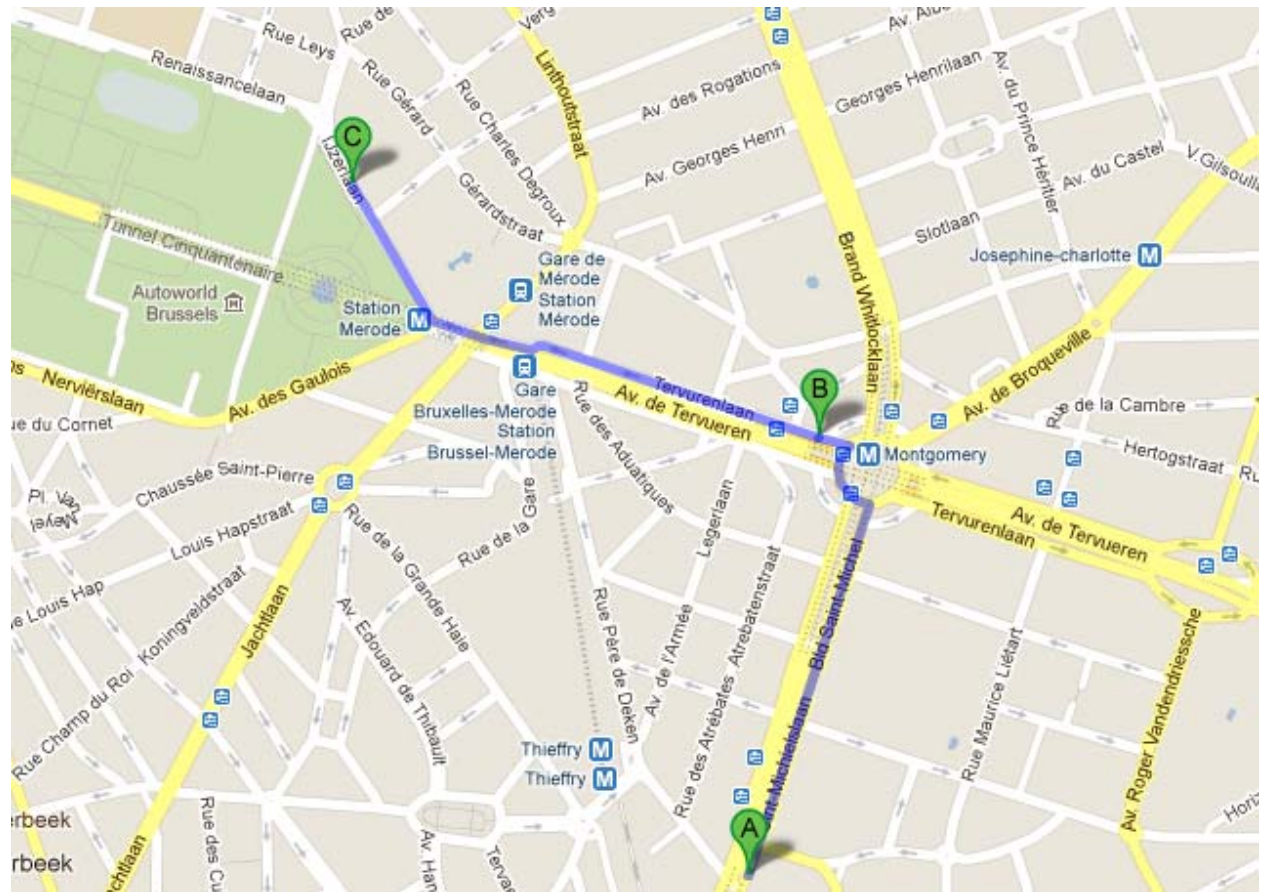 Rue Leys
Rue de
Verg
Renaissancelaan
Rue Gérard
Linthoutstraat
Rue Charles Degroux
Av. des Rogations
Georges Henrilaan
Av. du Prince Héritier
Av. Georges Henri
Av. du Castel
V.Gilsoull
C
IJzerlaan
Gérardstraat
Slotlaan
Brand Whitlocklaan
Josephine-charlotte
M
Tunnel Cinquantenaire
Autoworld
Brussels
Gare de
Mérode
Station
Mérode
Station
Merode
M
Nerviërslaan
Av. des Gaulois
Gare
Bruxelles-Merode
Station
Brussel-Merode
Tervurenlaan
Av. de Tervueren
B
Av. de Broqueville
Rue de la Cambre
Hertogstraat
Ru
M
Montgomery
ue du Cornet
Chaussée Saint-Pierre
Louis Hapstraat
Rue de la Gare
Rue des Aduatiques
Legerlaan
Tervurenlaan
Av. de Tervueren
e Louis Hap
Koningveldstraat
Jachtlaan
Rue de la Grande Haie
Av. Edouard de Thibault
Rue Père de Deken
Av. de l'Armée
Rue des Atrébates
Atrebatenstraat
Bld Saint-Michel
int Michielslaan
Rue Maurice Liétart
Av. Roger Vandendriessche
Rue Champ du Roi
Thieffry
M
Thieffry
M
A
Horiz
erbeek
rbeek
achtlaan
Rue des Cu
Av. Han
Tervae